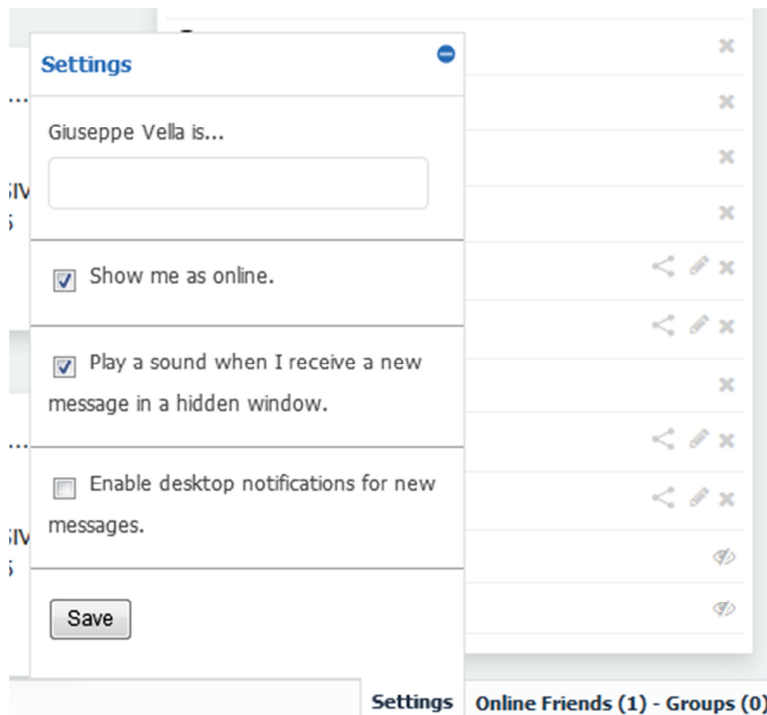 Settings
Giuseppe Vella is...
Show me as online.
Play a sound when I receive a new
message in a hidden window.
Enable desktop notifications for new
messages.
Save
Settings
Online Friends (1) - Groups (0)